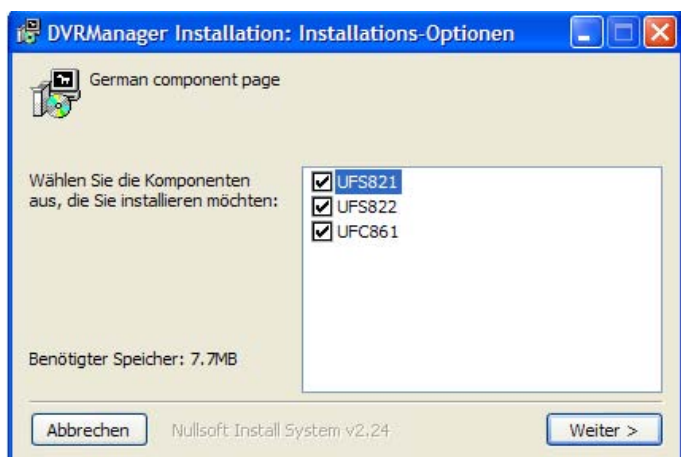 DVRManager Installation: Installations-Optionen
German component page
Wählen Sie die Komponenten
aus, die Sie installieren möchten:
UFS821
UFS822
UFC861
Benötigter Speicher: 7.7MB
Abbrechen
Nullsoft Install System v2.24
Weiter >